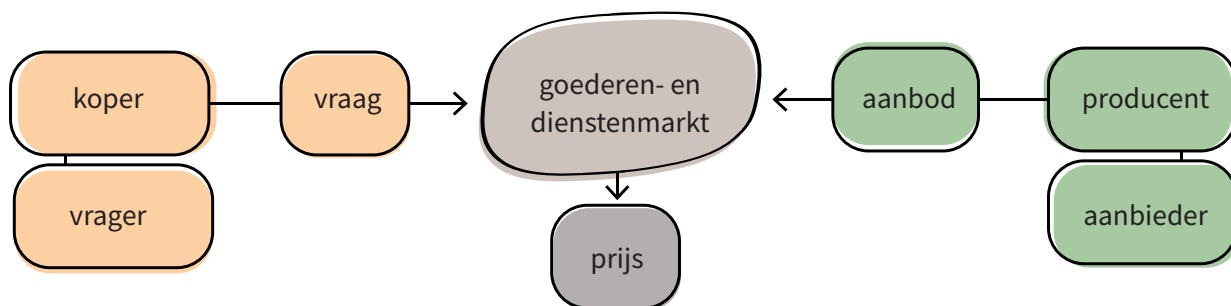 koper
vraag
goederen- en
dienstenmarkt
aanbod
producent
vrager
aanbieder
prijs